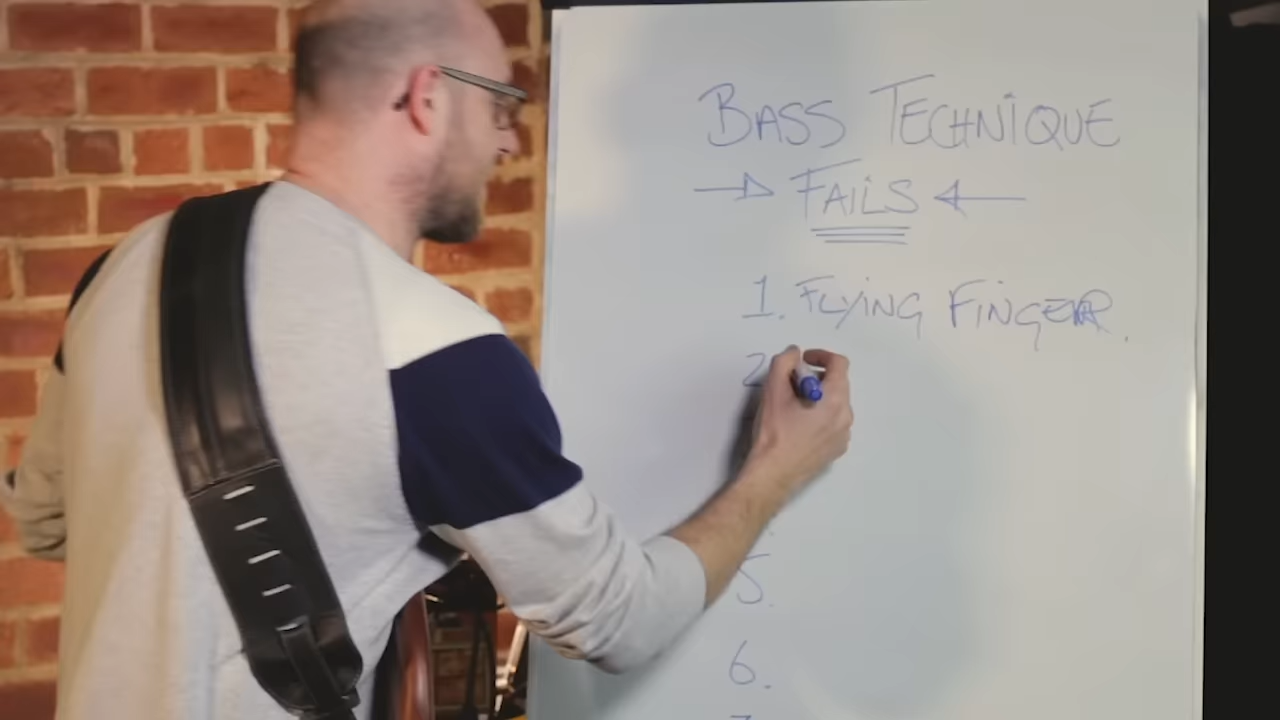 BASS TECHNIQUE
→ FAILS ←
1. FLYING FINGER.
2
5.
6.